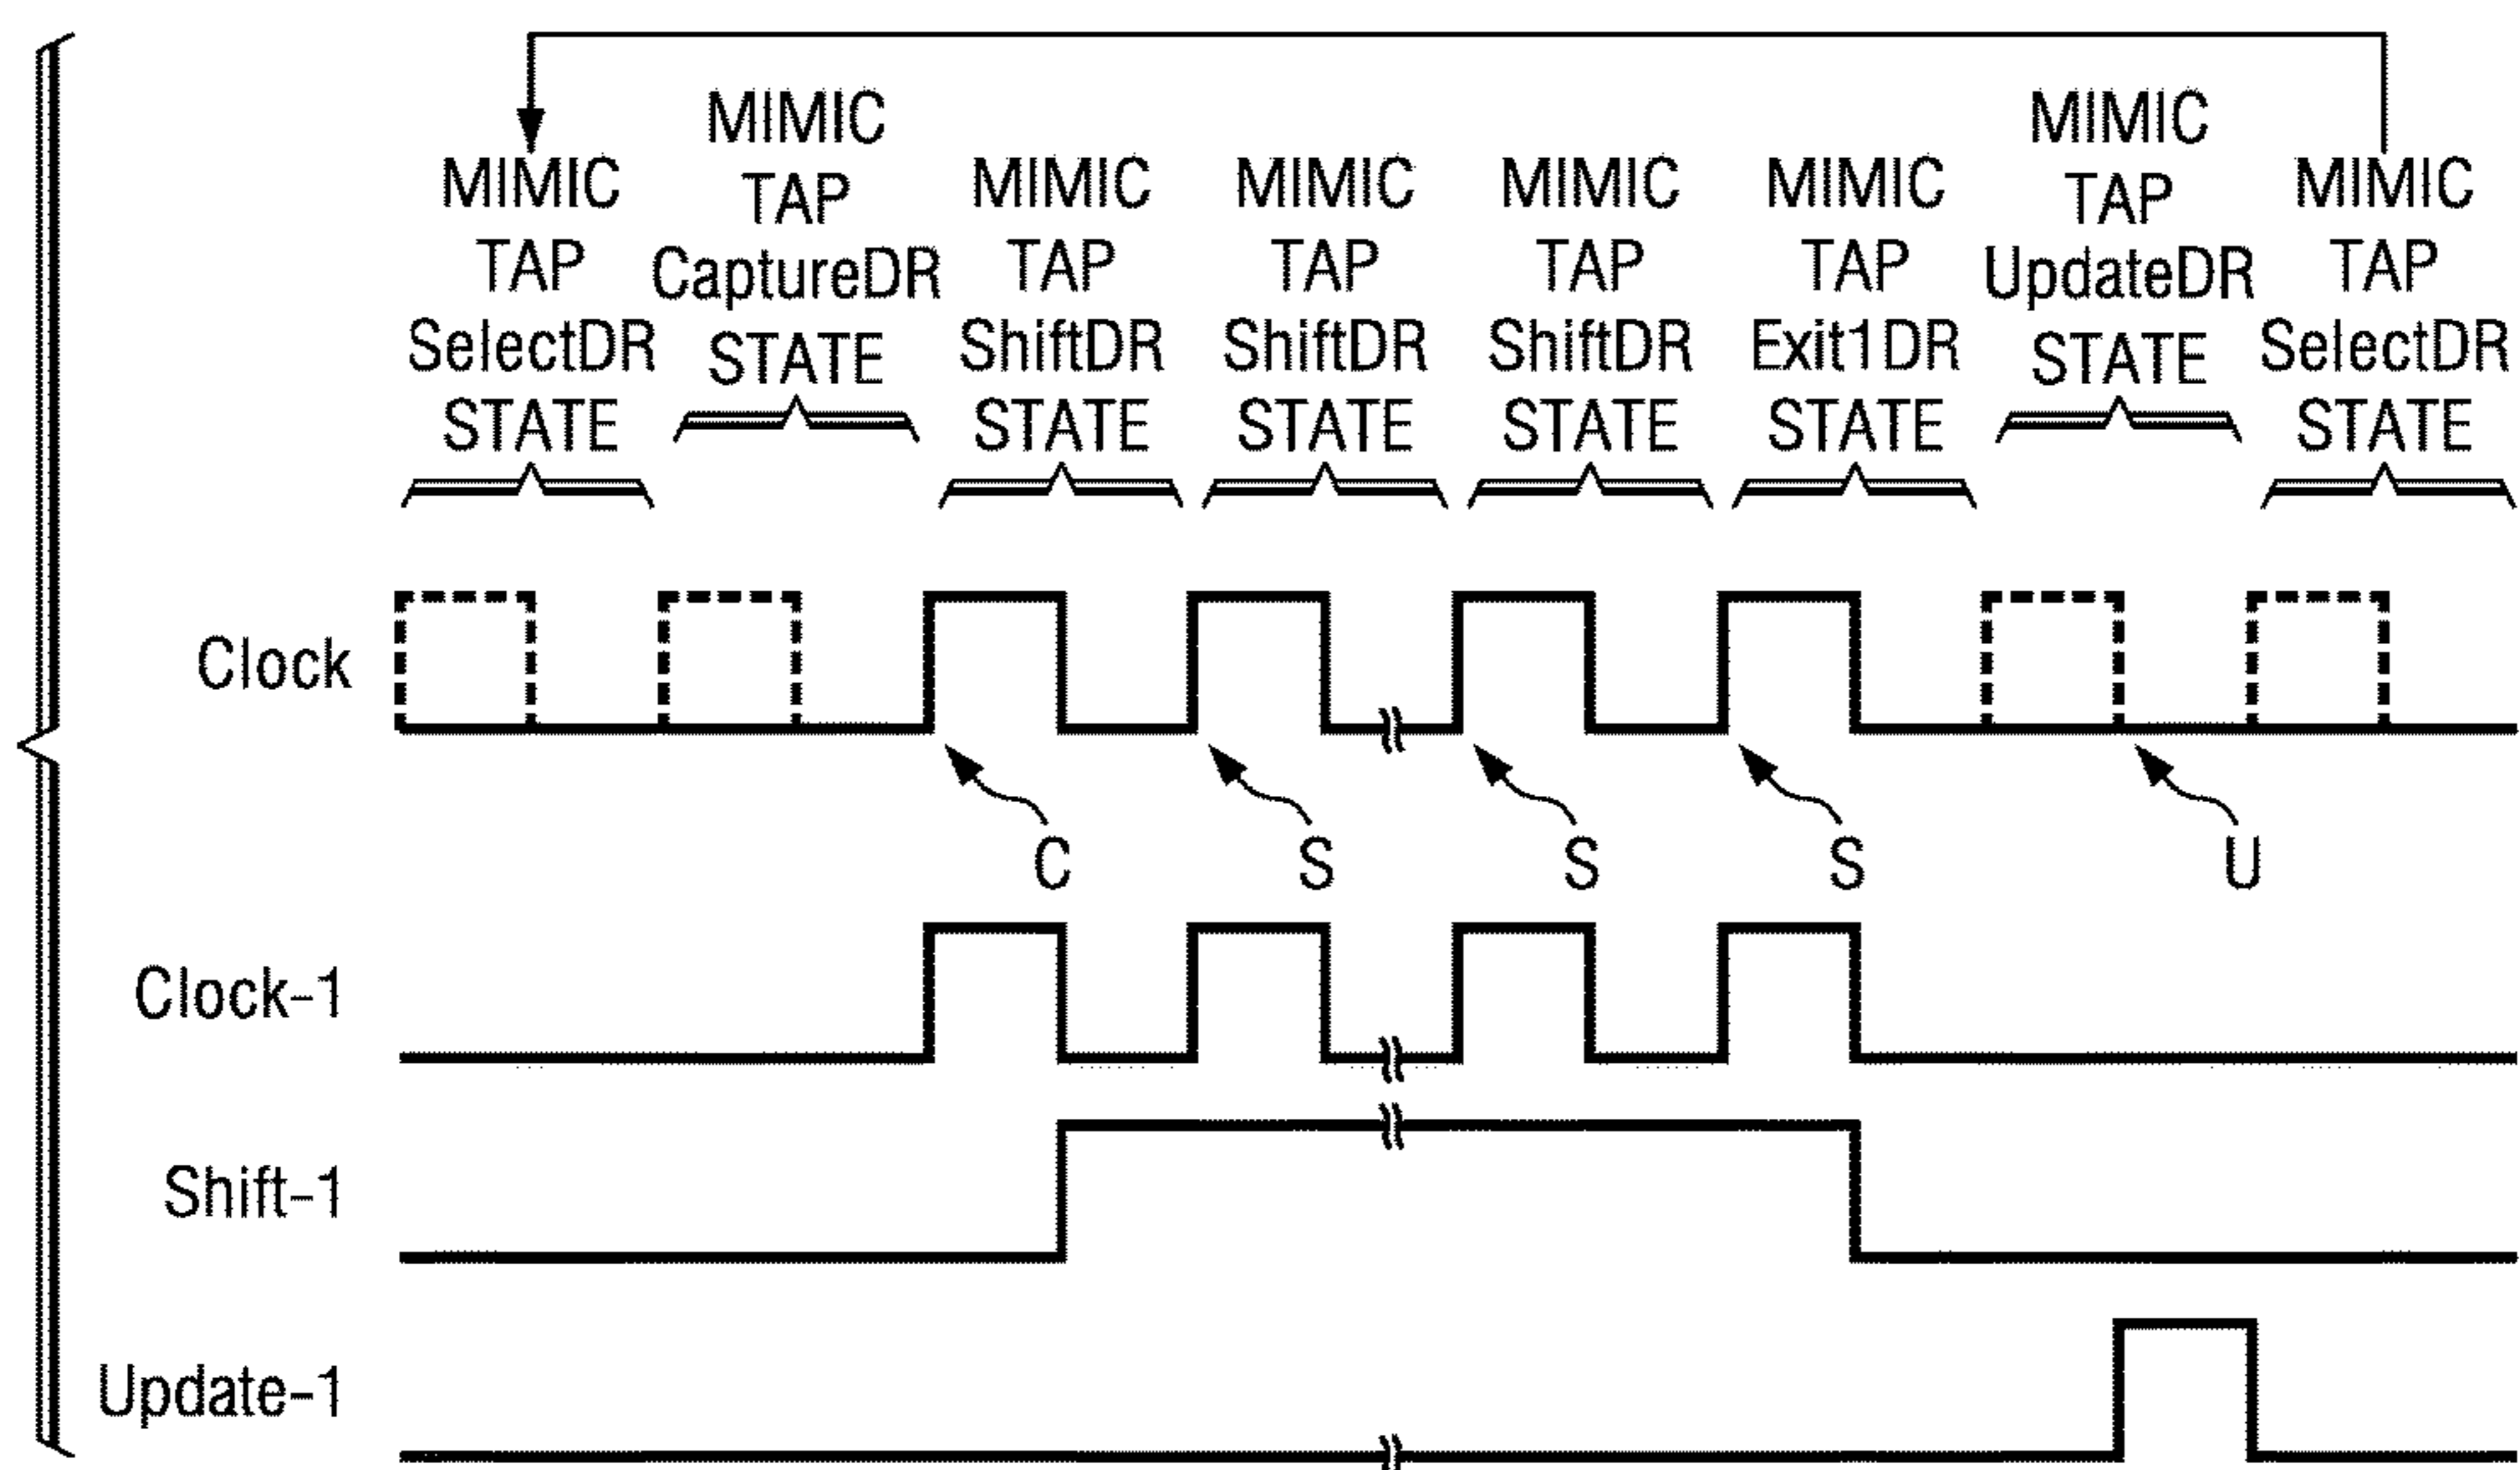 MIMIC
TAP
SelectDR
STATE
MIMIC
TAP
CaptureDR
STATE
MIMIC
TAP
ShiftDR
STATE
MIMIC
TAP
ShiftDR
STATE
MIMIC
TAP
ShiftDR
STATE
MIMIC
TAP
Exit1DR
STATE
MIMIC
TAP
UpdateDR
STATE
MIMIC
TAP
SelectDR
STATE
Clock
C
S
S
S
U
Clock-1
Shift-1
Update-1